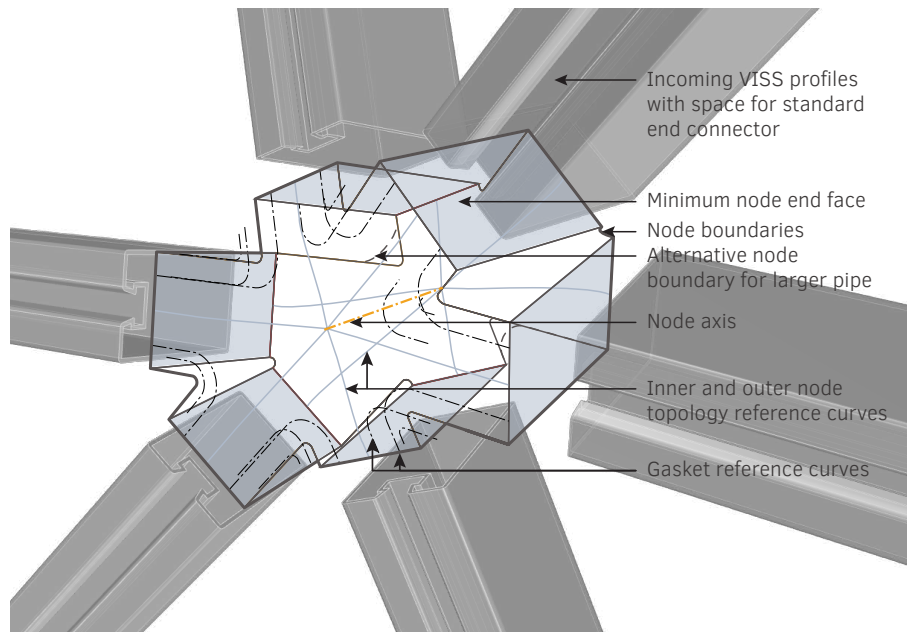 Incoming VISS profiles
with space for standard
end connector
Minimum node end face
Node boundaries
Alternative node
boundary for larger pipe
Node axis
Inner and outer node
topology reference curves
Gasket reference curves